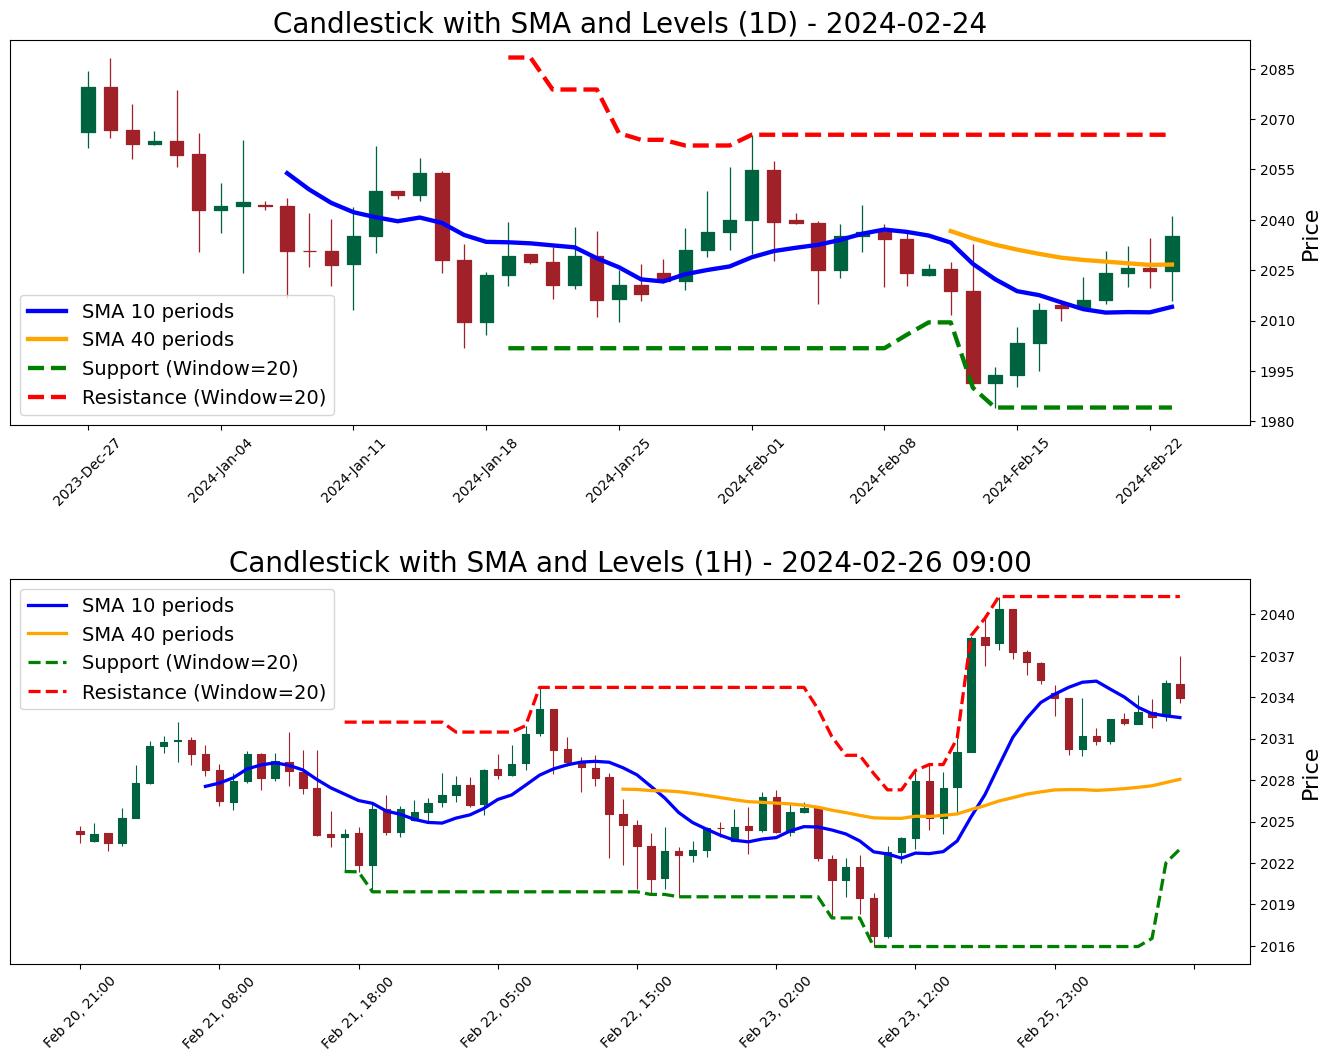 Candlestick with SMA and Levels (1D) - 2024-02-24
2085
2070
2055
2040
2025
2010
1995
1980
Price
SMA 10 periods
SMA 40 periods
Support (Window=20)
Resistance (Window=20)
2023-Dec-27
2024-Jan-04
2024-Jan-11
2024-Jan-18
2024-Jan-25
2024-Feb-01
2024-Feb-08
2024-Feb-15
2024-Feb-22
Candlestick with SMA and Levels (1H) - 2024-02-26 09:00
SMA 10 periods
SMA 40 periods
Support (Window=20)
Resistance (Window=20)
2040
2037
2034
2031
2028
2025
2022
2019
2016
Price
Feb 20, 21:00
Feb 21, 08:00
Feb 21, 18:00
Feb 22, 05:00
Feb 22, 15:00
Feb 23, 02:00
Feb 23, 12:00
Feb 25, 23:00